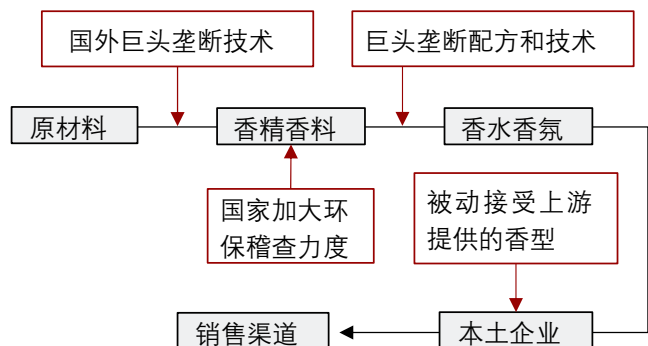 国外巨头垄断技术
巨头垄断配方和技术
原材料
香精香料
香水香氛
国家加大环
保稽查力度
被动接受上游
提供的香型
销售渠道
本土企业